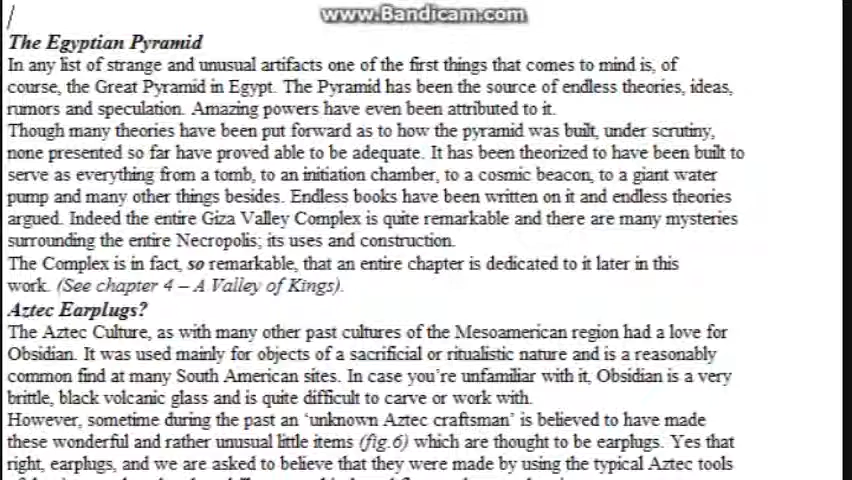 www.Bandicam.com
/
The Egyptian Pyramid
In any list of strange and unusual artifacts one of the first things that comes to mind is, of
course, the Great Pyramid in Egypt. The Pyramid has been the source of endless theories, ideas,
rumors and speculation. Amazing powers have even been attributed to it.
Though many theories have been put forward as to how the pyramid was built, under scrutiny,
none presented so far have proved able to be adequate. It has been theorized to have been built to
serve as everything from a tomb, to an initiation chamber, to a cosmic beacon, to a giant water
pump and many other things besides. Endless books have been written on it and endless theories
argued. Indeed the entire Giza Valley Complex is quite remarkable and there are many mysteries
surrounding the entire Necropolis; its uses and construction.
The Complex is in fact, so remarkable, that an entire chapter is dedicated to it later in this
work. (See chapter 4 – A Valley of Kings).
Aztec Earplugs?
The Aztec Culture, as with many other past cultures of the Mesoamerican region had a love for
Obsidian. It was used mainly for objects of a sacrificial or ritualistic nature and is a reasonably
common find at many South American sites. In case you're unfamiliar with it, Obsidian is a very
brittle, black volcanic glass and is quite difficult to carve or work with.
However, sometime during the past an 'unknown Aztec craftsman' is believed to have made
these wonderful and rather unusual little items (fig.6) which are thought to be earplugs. Yes that
right, earplugs, and we are asked to believe that they were made by using the typical Aztec tools